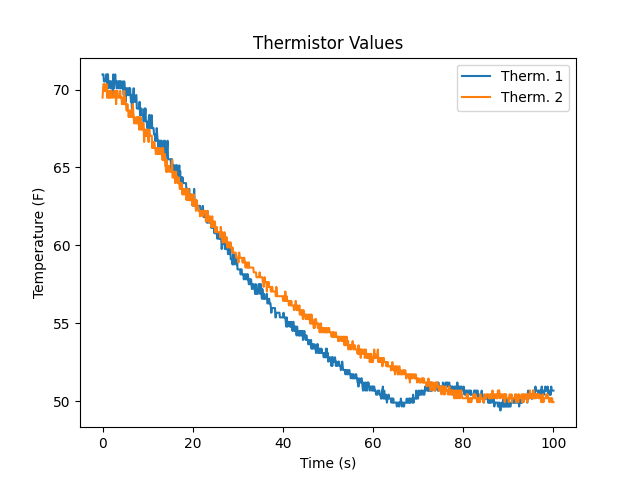 Thermistor Values
Therm. 1
Therm. 2
Temperature (F)
70
65
60
55
50
0 20 40 60 80 100
Time (s)